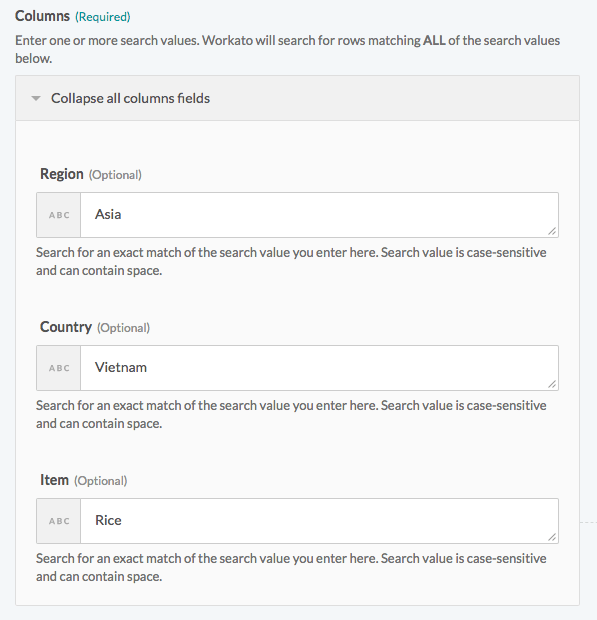 Columns (Required)
Enter one or more search values. Workato will search for rows matching ALL of the search values
below.
Collapse all columns fields
Region (Optional)
ABC Asia
Search for an exact match of the search value you enter here. Search value is case-sensitive
and can contain space.
Country (Optional)
ABC Vietnam
Search for an exact match of the search value you enter here. Search value is case-sensitive
and can contain space.
Item (Optional)
ABC Rice
Search for an exact match of the search value you enter here. Search value is case-sensitive
and can contain space.